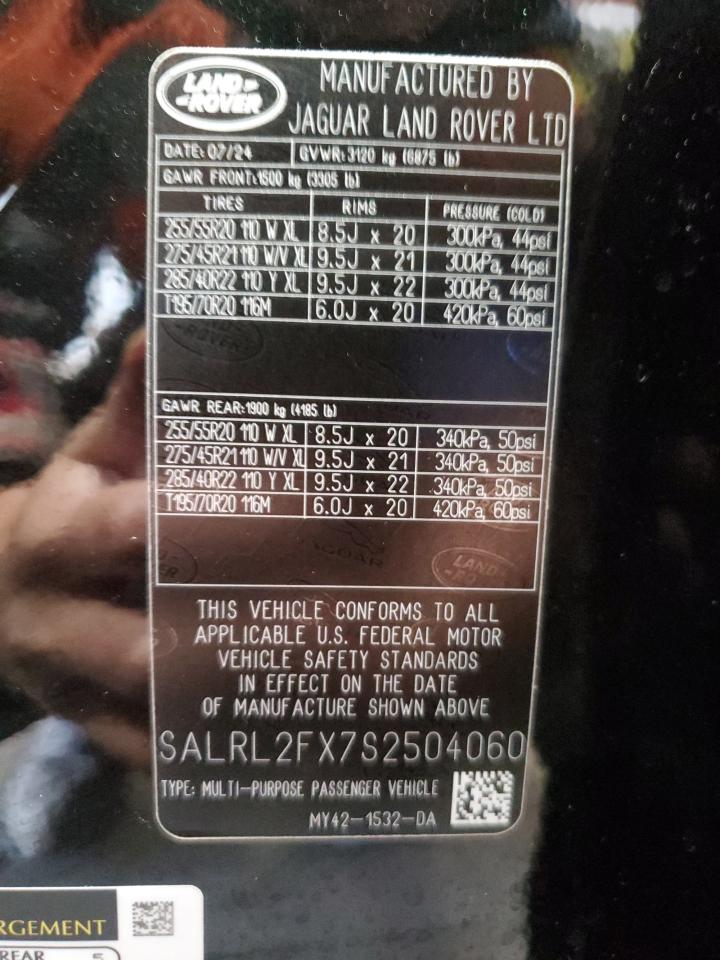 LAND ROVER
MANUFACTURED BY
JAGUAR LAND ROVER LTD
DATE: 07/24 GVWR:3120 kg (6875 lb)
GAWR FRONT:1500 kg (3305 lb)
TIRES RIMS PRESSURE (COLD)
255/55R20 110 W XL 8.5J x 20 300kPa, 44psi
275/45R21 110 W/V XL 9.5J x 21 300kPa, 44psi
285/40R22 110 Y XL 9.5J x 22 300kPa, 44psi
T195/70R20 116M 6.0J x 20 420kPa, 60psi
GAWR REAR:1900 kg (4185 lb)
255/55R20 110 W XL 8.5J x 20 340kPa, 50psi
275/45R21 110 W/V XL 9.5J x 21 340kPa, 50psi
285/40R22 110 Y XL 9.5J x 22 340kPa, 50psi
T195/70R20 116M 6.0J x 20 420kPa, 60psi
JAGUAR
LAND ROVER
THIS VEHICLE CONFORMS TO ALL
APPLICABLE U.S. FEDERAL MOTOR
VEHICLE SAFETY STANDARDS
IN EFFECT ON THE DATE
OF MANUFACTURE SHOWN ABOVE
SALRL2FX7S2504060
TYPE: MULTI-PURPOSE PASSENGER VEHICLE
MY42-1532-DA
RGEMENT
REAR 5